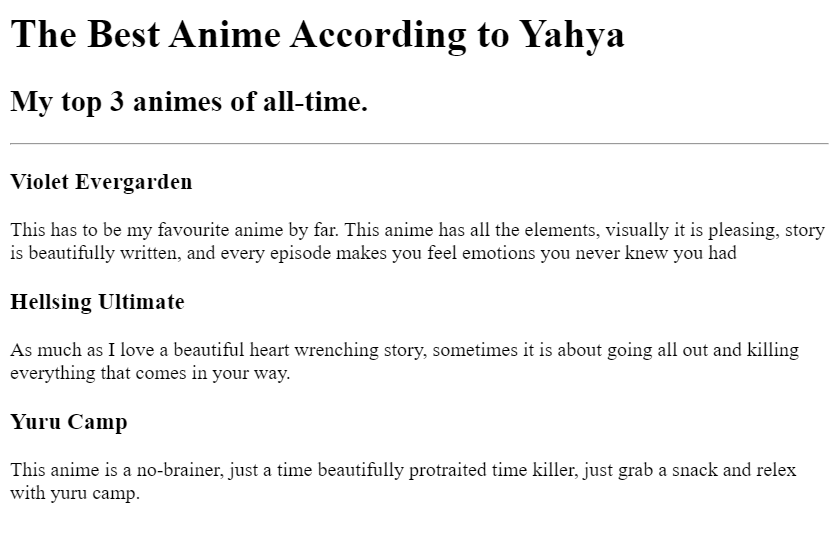 The Best Anime According to Yahya
My top 3 animes of all-time.
Violet Evergarden
This has to be my favourite anime by far. This anime has all the elements, visually it is pleasing, story
is beautifully written, and every episode makes you feel emotions you never knew you had
Hellsing Ultimate
As much as I love a beautiful heart wrenching story, sometimes it is about going all out and killing
everything that comes in your way.
Yuru Camp
This anime is a no-brainer, just a time beautifully protraited time killer, just grab a snack and relex
with yuru camp.